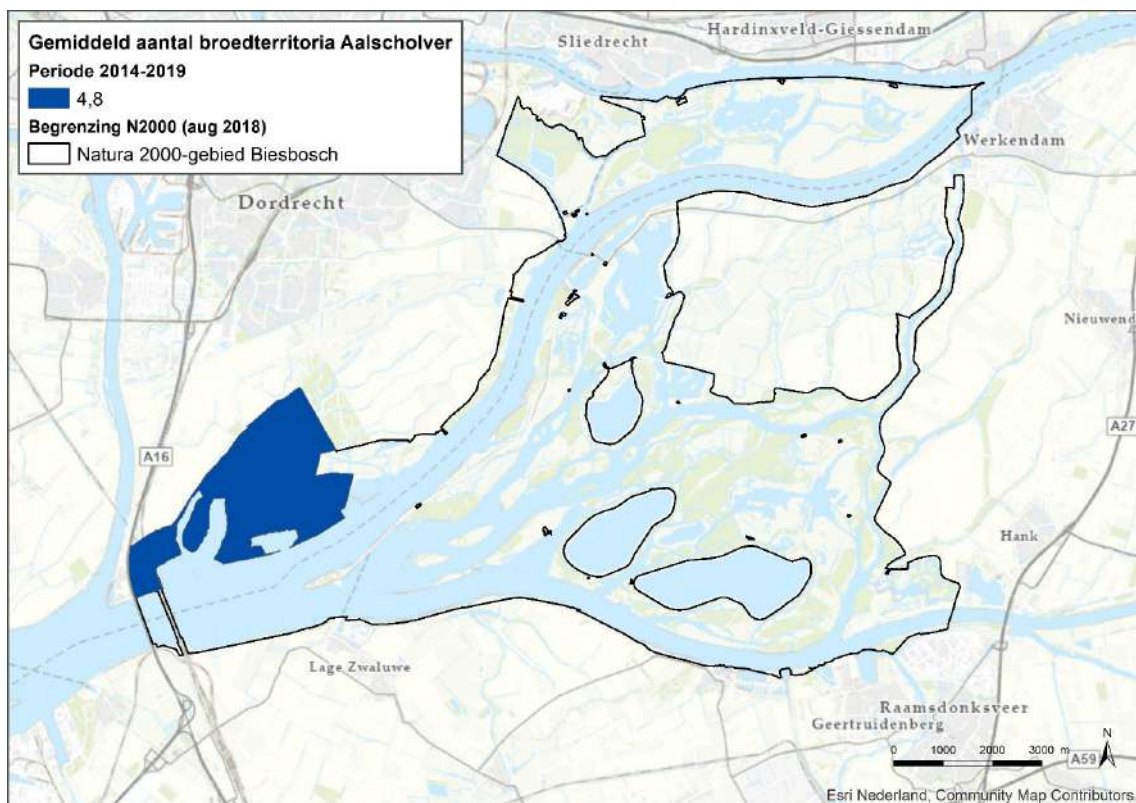 Gemiddeld aantal broedterritoria Aalscholver
Periode 2014-2019
4,8
Begrenzing N2000 (aug 2018)
Natura 2000-gebied Biesbosch
Hardinxveld-Giessendam
Sliedrecht
Werkendam
Dordrecht
Nieuwend
A27
A16
Hank
Lage Zwaluwe
Raamsdonksveer
Geertruidenberg
N
0 1000 2000 3000 m
A59
Esri Nederland, Community Map Contributors